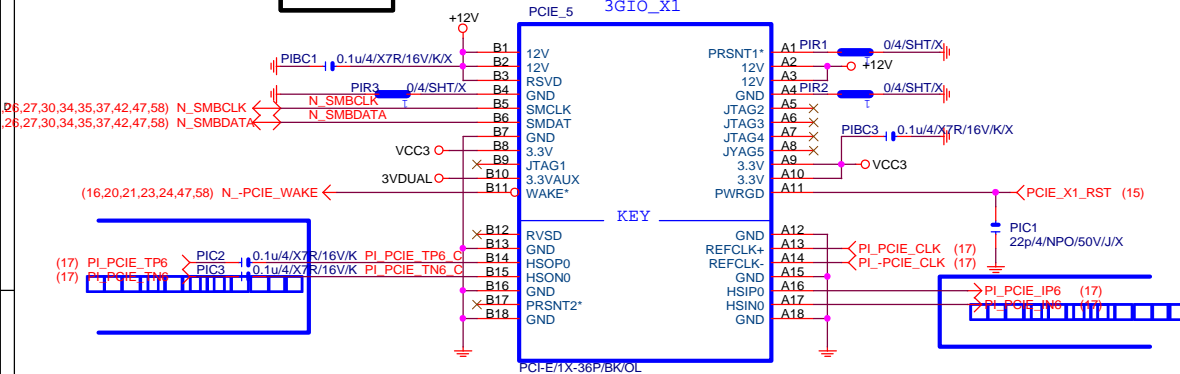 3GIO_X1
PCIE_5
+12V
B1 12V PRSNT1* A1 PIR1 0/4/SHT/X
PIBC1 0.1u/4/X7R/16V/K/X B2 12V 12V A2 +12V
B3 RSVD 12V A3
PIR3 0/4/SHT/X B4 GND GND A4 PIR2 0/4/SHT/X
,26,27,30,34,35,37,42,47,58) N_SMBCLK N_SMBCLK B5 SMCLK JTAG2 A5
,26,27,30,34,35,37,42,47,58) N_SMBDATA N_SMBDATA B6 SMDAT JTAG3 A6
B7 GND JTAG4 A7 PIBC3 0.1u/4/X7R/16V/K/X
VCC3 B8 3.3V JYAG5 A8
B9 JTAG1 3.3V A9 VCC3
3VDUAL B10 3.3VAUX 3.3V A10
(16,20,21,23,24,47,58) N_-PCIE_WAKE B11 WAKE* PWRGD A11 PCIE_X1_RST (15)
KEY
PIC1
22p/4/NPO/50V/J/X
B12 RVSD GND A12
B13 GND REFCLK+ A13 PI_PCIE_CLK (17)
(17) PI_PCIE_TP6 PIC2 0.1u/4/X7R/16V/K PI_PCIE_TP6_C B14 HSOP0 REFCLK- A14 PI_-PCIE_CLK (17)
(17) PI_PCIE_TN6 PIC3 0.1u/4/X7R/16V/K PI_PCIE_TN6_C B15 HSON0 GND A15
B16 GND HSIP0 A16 PI_PCIE_IP6 (17)
B17 PRSNT2* HSIN0 A17 PI_PCIE_IN6 (17)
B18 GND GND A18
PCI-E/1X-36P/BK/OL